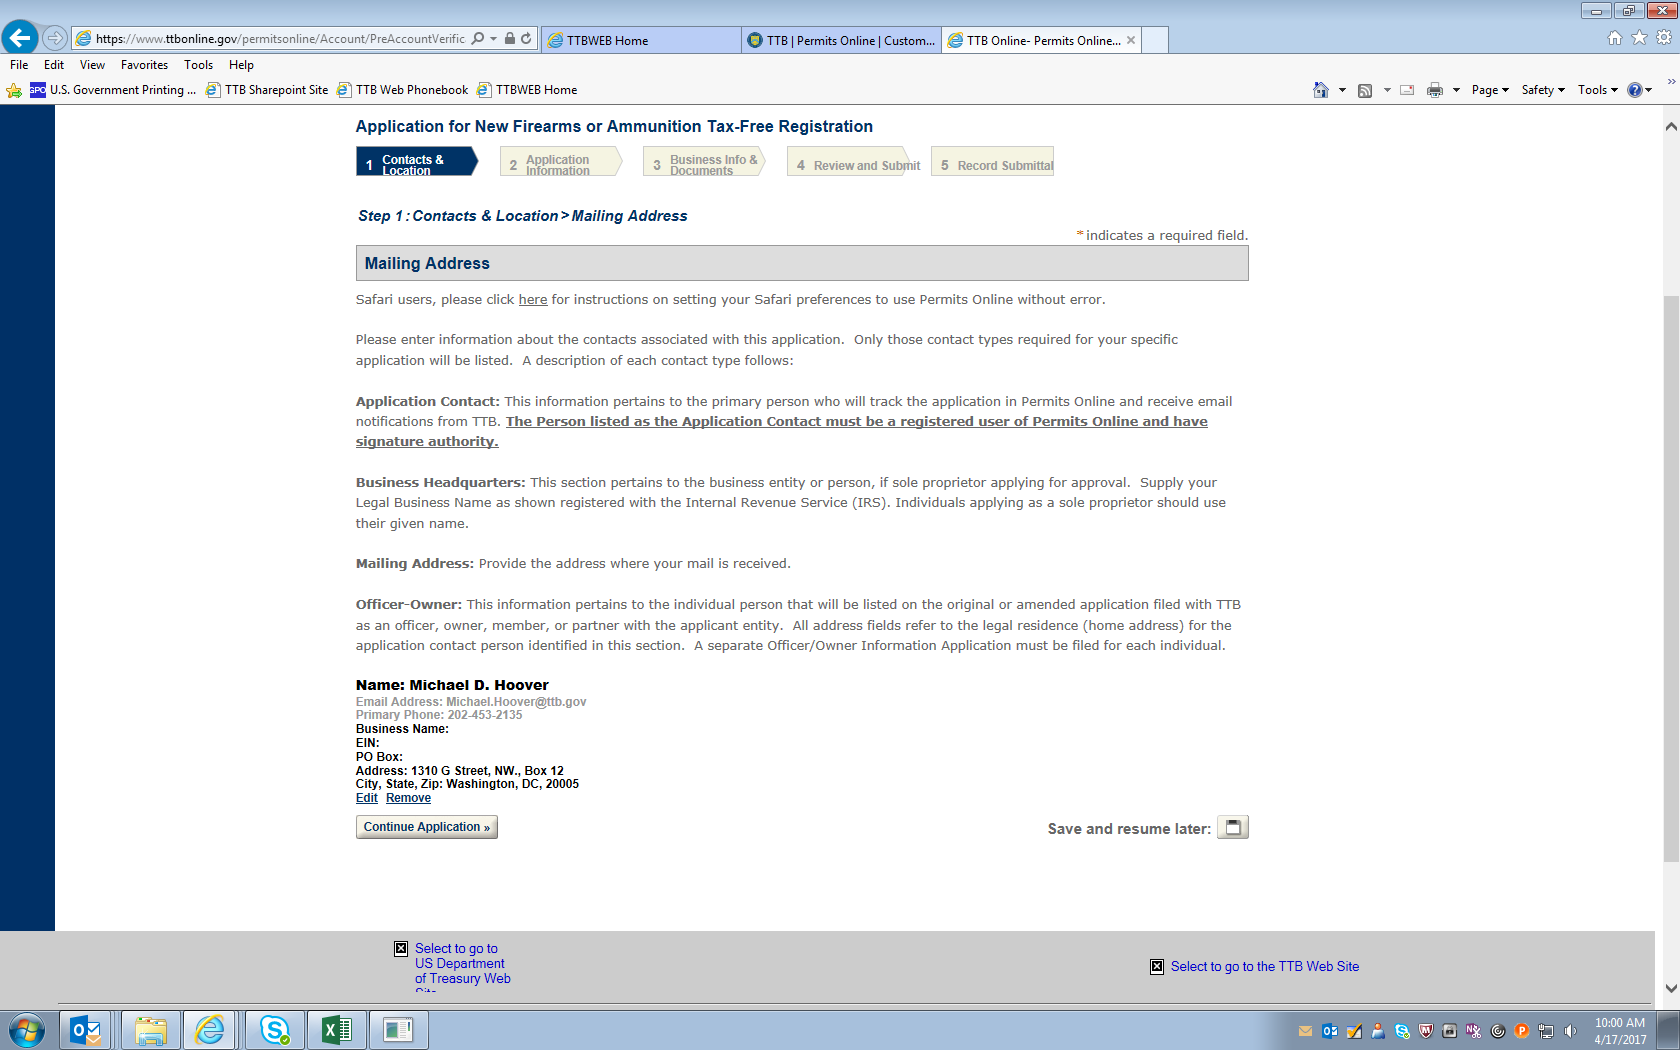 https://www.ttbonline.gov/permitsonline/Account/PreAccountVerific
TTBWEB Home
TTB | Permits Online | Custom...
TTB Online- Permits Online...
File Edit View Favorites Tools Help
GPO U.S. Government Printing ... TTB Sharepoint Site TTB Web Phonebook TTBWEB Home
Page Safety Tools
Application for New Firearms or Ammunition Tax-Free Registration
1 Contacts & Location
2 Application Information
3 Business Info & Documents
4 Review and Submit
5 Record Submittal
Step 1: Contacts & Location > Mailing Address
* indicates a required field.
Mailing Address
Safari users, please click here for instructions on setting your Safari preferences to use Permits Online without error.
Please enter information about the contacts associated with this application. Only those contact types required for your specific
application will be listed. A description of each contact type follows:
Application Contact: This information pertains to the primary person who will track the application in Permits Online and receive email
notifications from TTB. The Person listed as the Application Contact must be a registered user of Permits Online and have
signature authority.
Business Headquarters: This section pertains to the business entity or person, if sole proprietor applying for approval. Supply your
Legal Business Name as shown registered with the Internal Revenue Service (IRS). Individuals applying as a sole proprietor should use
their given name.
Mailing Address: Provide the address where your mail is received.
Officer-Owner: This information pertains to the individual person that will be listed on the original or amended application filed with TTB
as an officer, owner, member, or partner with the applicant entity. All address fields refer to the legal residence (home address) for the
application contact person identified in this section. A separate Officer/Owner Information Application must be filed for each individual.
Name: Michael D. Hoover
Email Address: Michael.Hoover@ttb.gov
Primary Phone: 202-453-2135
Business Name:
EIN:
PO Box:
Address: 1310 G Street, NW., Box 12
City, State, Zip: Washington, DC, 20005
Edit Remove
Continue Application »
Save and resume later:
Select to go to
US Department
of Treasury Web
Site
Select to go to the TTB Web Site
10:00 AM
4/17/2017